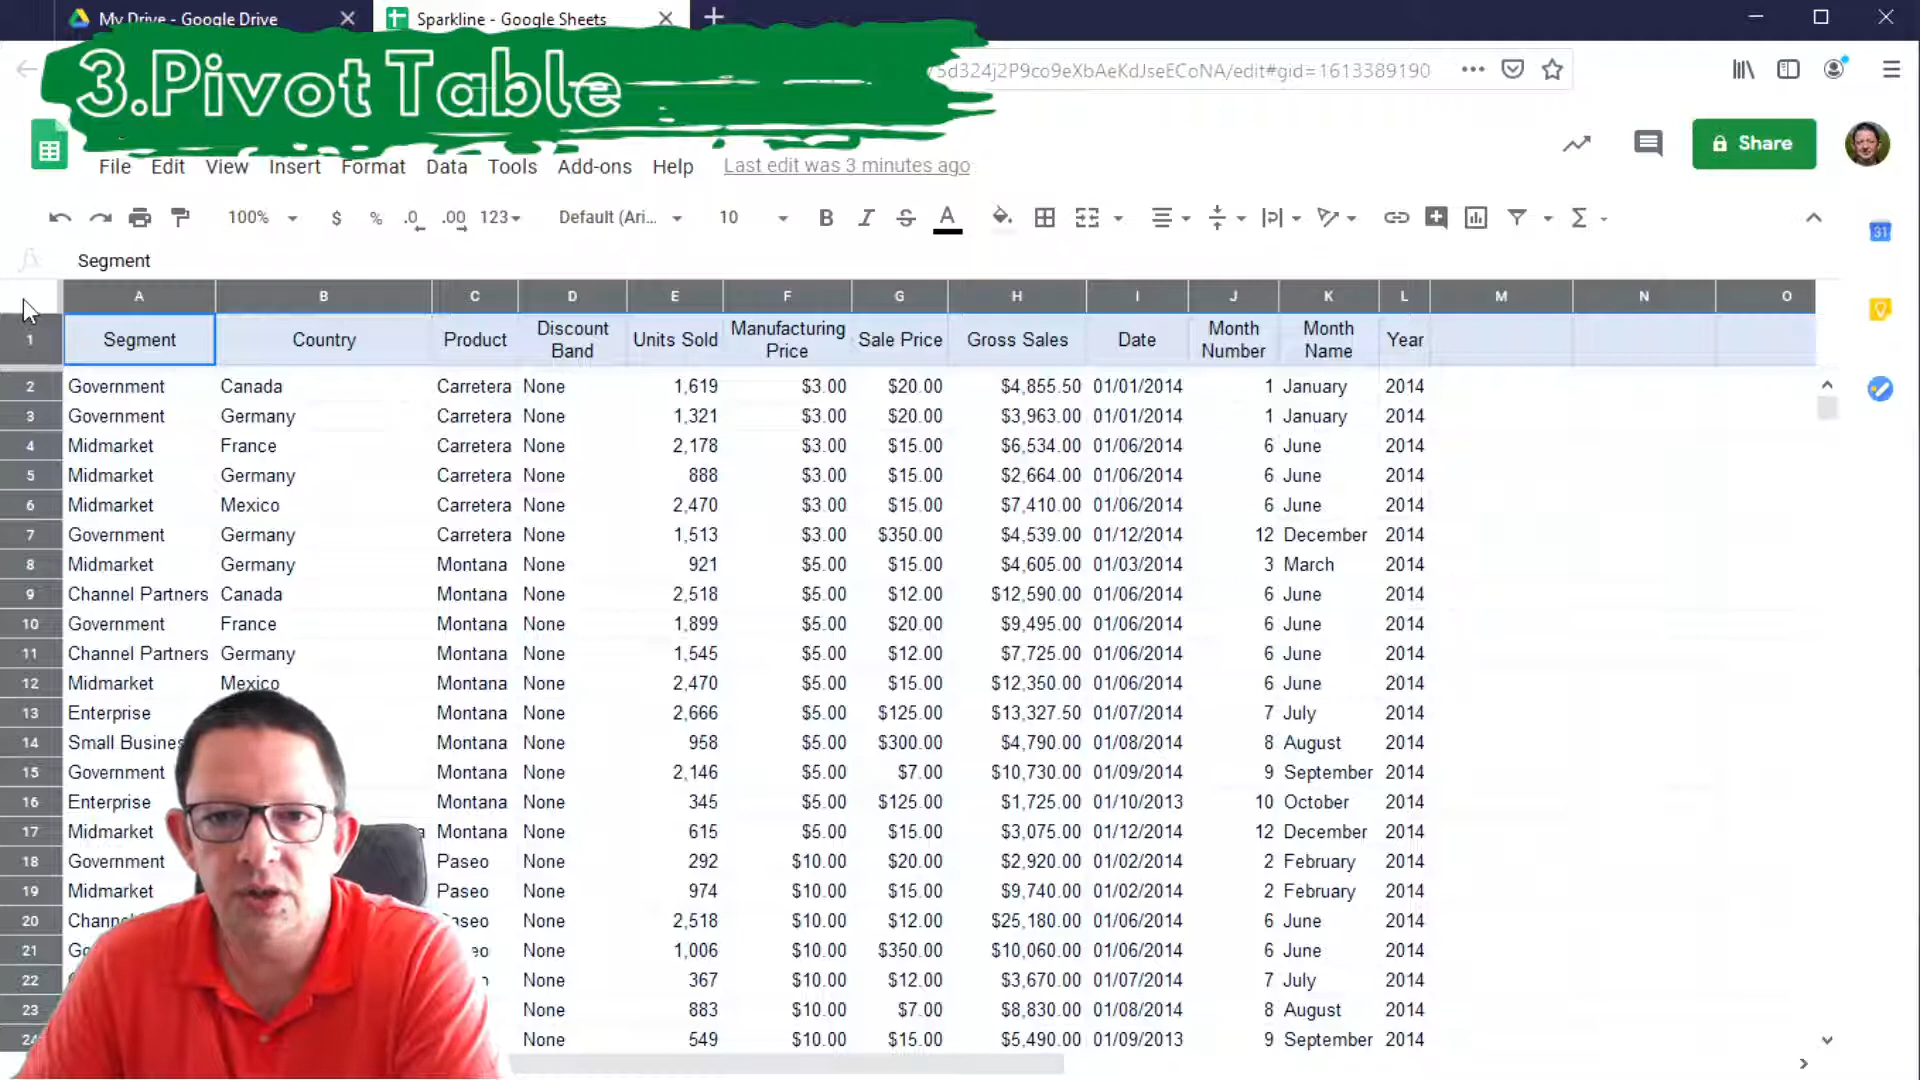 My Drive - Google Drive
Sparkline - Google Sheets
3.Pivot Table
5d324j2P9co9eXbAeKdJseECoNA/edit#gid=1613389190
File Edit View Insert Format Data Tools Add-ons Help Last edit was 3 minutes ago
Share
100% $ % .0 .00 123 Default (Ari... 10 B I S A
31
fx Segment
A B C D E F G H I J K L M N O
1 Segment Country Product Discount Band Units Sold Manufacturing Price Sale Price Gross Sales Date Month Number Month Name Year
2 Government Canada Carretera None 1,619 $3.00 $20.00 $4,855.50 01/01/2014 1 January 2014
3 Government Germany Carretera None 1,321 $3.00 $20.00 $3,963.00 01/01/2014 1 January 2014
4 Midmarket France Carretera None 2,178 $3.00 $15.00 $6,534.00 01/06/2014 6 June 2014
5 Midmarket Germany Carretera None 888 $3.00 $15.00 $2,664.00 01/06/2014 6 June 2014
6 Midmarket Mexico Carretera None 2,470 $3.00 $15.00 $7,410.00 01/06/2014 6 June 2014
7 Government Germany Carretera None 1,513 $3.00 $350.00 $4,539.00 01/12/2014 12 December 2014
8 Midmarket Germany Montana None 921 $5.00 $15.00 $4,605.00 01/03/2014 3 March 2014
9 Channel Partners Canada Montana None 2,518 $5.00 $12.00 $12,590.00 01/06/2014 6 June 2014
10 Government France Montana None 1,899 $5.00 $20.00 $9,495.00 01/06/2014 6 June 2014
11 Channel Partners Germany Montana None 1,545 $5.00 $12.00 $7,725.00 01/06/2014 6 June 2014
12 Midmarket Mexico Montana None 2,470 $5.00 $15.00 $12,350.00 01/06/2014 6 June 2014
13 Enterprise Montana None 2,666 $5.00 $125.00 $13,327.50 01/07/2014 7 July 2014
14 Small Busines Montana None 958 $5.00 $300.00 $4,790.00 01/08/2014 8 August 2014
15 Government Montana None 2,146 $5.00 $7.00 $10,730.00 01/09/2014 9 September 2014
16 Enterprise Montana None 345 $5.00 $125.00 $1,725.00 01/10/2013 10 October 2014
17 Midmarket a Montana None 615 $5.00 $15.00 $3,075.00 01/12/2014 12 December 2014
18 Government Paseo None 292 $10.00 $20.00 $2,920.00 01/02/2014 2 February 2014
19 Midmarket Paseo None 974 $10.00 $15.00 $9,740.00 01/02/2014 2 February 2014
20 Chann aseo None 2,518 $10.00 $12.00 $25,180.00 01/06/2014 6 June 2014
21 Go eo None 1,006 $10.00 $350.00 $10,060.00 01/06/2014 6 June 2014
22 None 367 $10.00 $12.00 $3,670.00 01/07/2014 7 July 2014
23 None 883 $10.00 $7.00 $8,830.00 01/08/2014 8 August 2014
24 None 549 $10.00 $15.00 $5,490.00 01/09/2013 9 September 2014